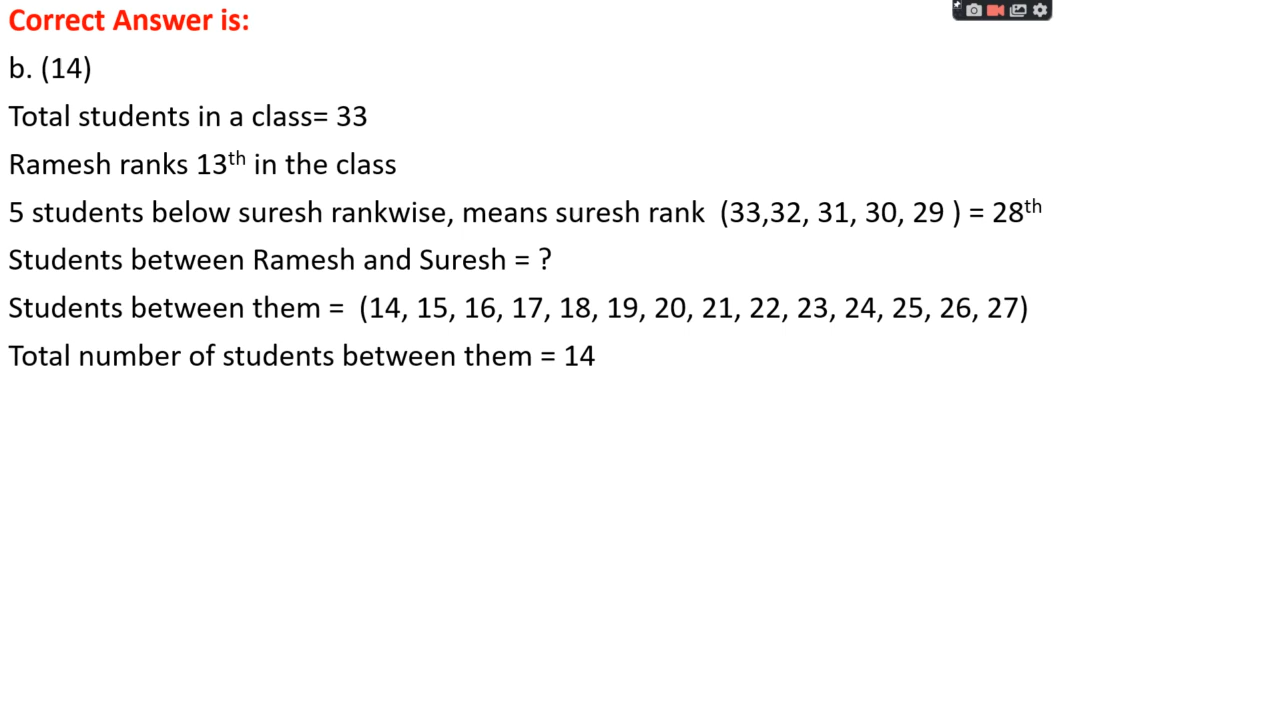 Correct Answer is:
b. (14)
Total students in a class= 33
Ramesh ranks 13th in the class
5 students below suresh rankwise, means suresh rank  (33,32, 31, 30, 29 ) = 28th
Students between Ramesh and Suresh = ?
Students between them =  (14, 15, 16, 17, 18, 19, 20, 21, 22, 23, 24, 25, 26, 27)
Total number of students between them = 14